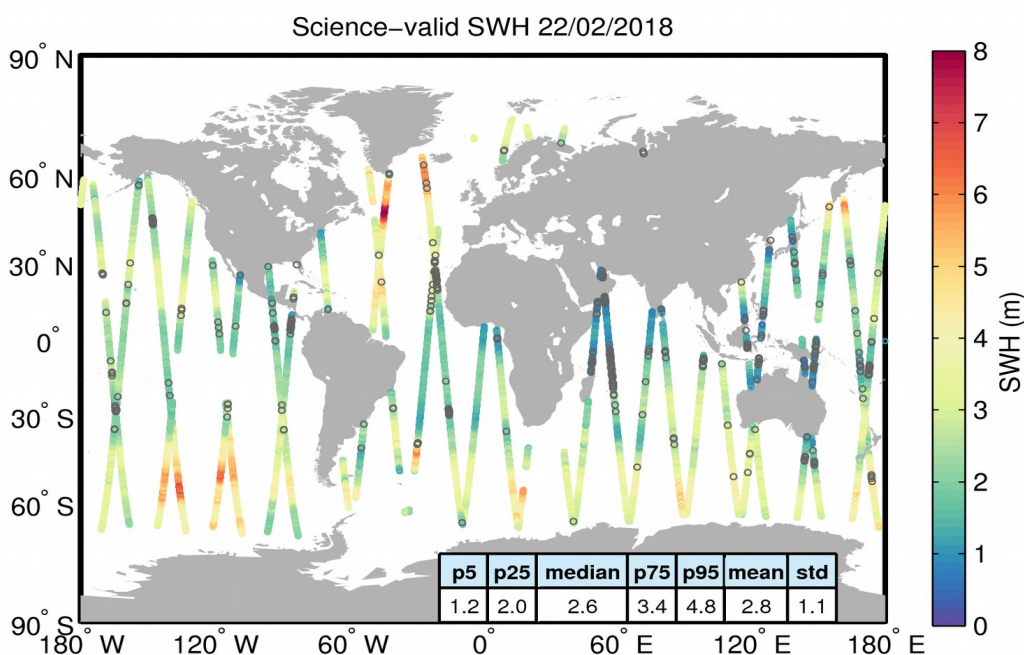 Science−valid SWH 22/02/2018
90° N
60° N
30° N
0°
30° S
60° S
90° S
180° W 120° W 60° W 0° 60° E 120° E 180° E
p5 p25 median p75 p95 mean std
1.2 2.0 2.6 3.4 4.8 2.8 1.1
8
7
6
5
4
3
2
1
0
SWH (m)